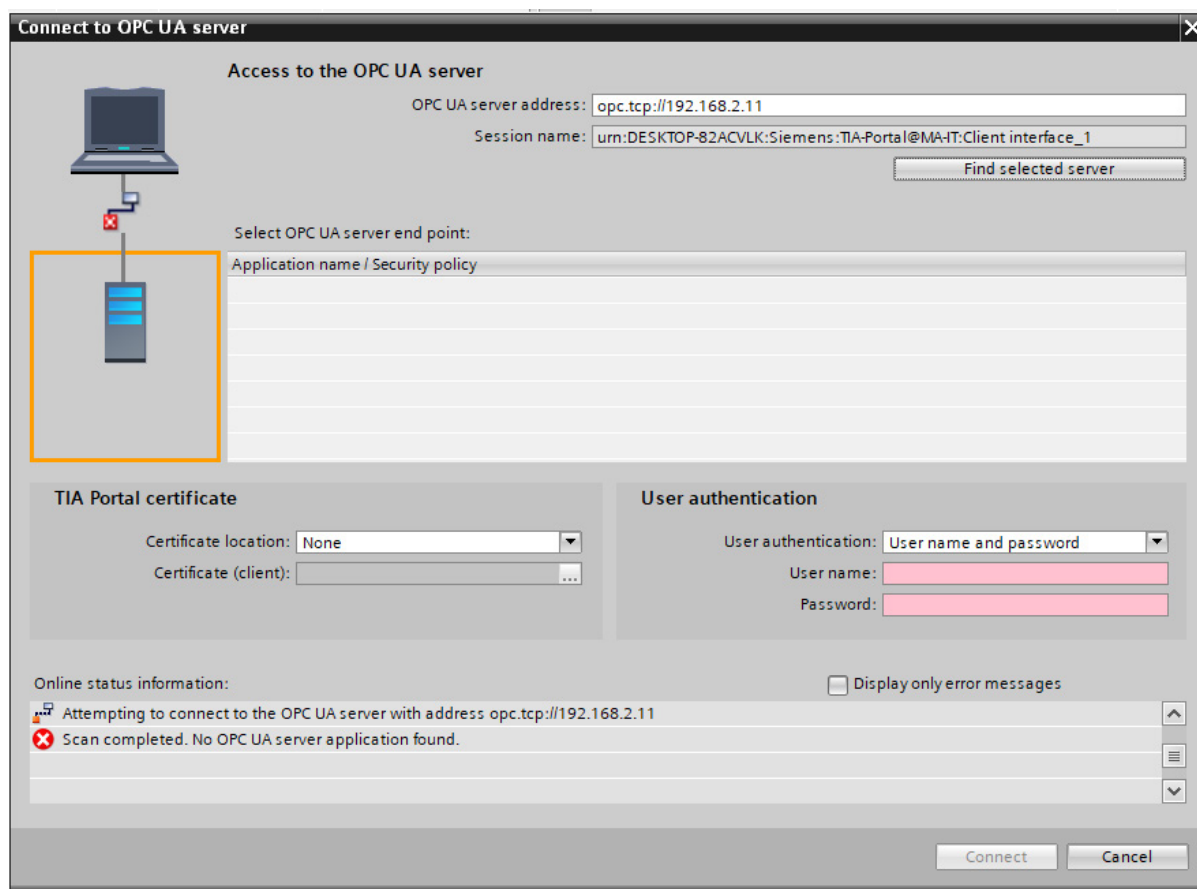 Connect to OPC UA server
Access to the OPC UA server
OPC UA server address: opc.tcp://192.168.2.11
Session name: urn:DESKTOP-82ACVLK:Siemens:TIA-Portal@MA-IT:Client interface_1
Find selected server
Select OPC UA server end point:
Application name / Security policy
TIA Portal certificate
User authentication
Certificate location: None
User authentication: User name and password
Certificate (client): ...
User name:
Password:
Online status information:
Display only error messages
Attempting to connect to the OPC UA server with address opc.tcp://192.168.2.11
Scan completed. No OPC UA server application found.
Connect
Cancel